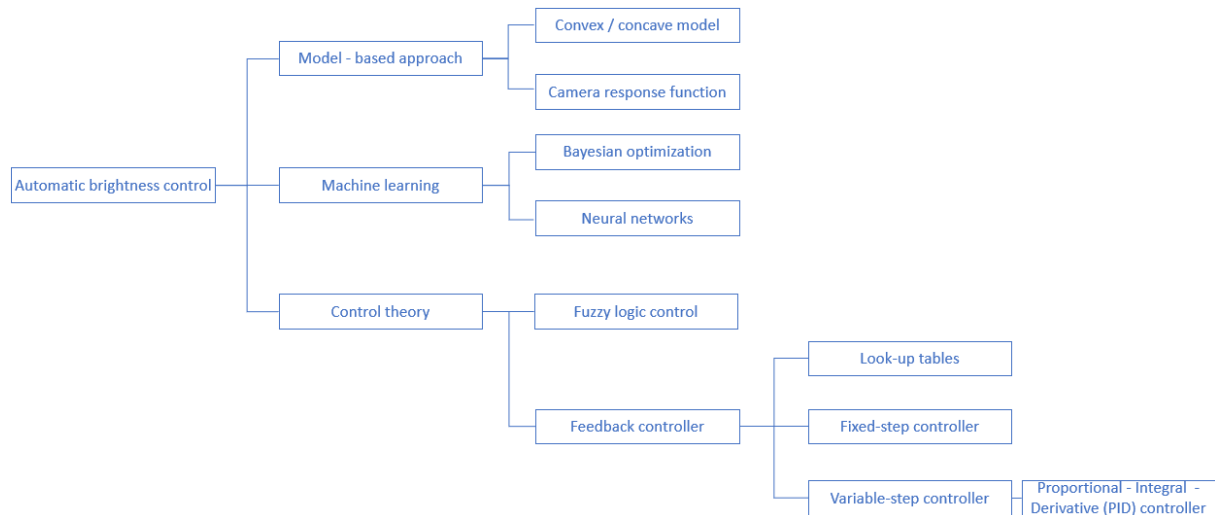 Convex / concave model
Model - based approach
Camera response function
Bayesian optimization
Automatic brightness control
Machine learning
Neural networks
Control theory
Fuzzy logic control
Look-up tables
Feedback controller
Fixed-step controller
Variable-step controller
Proportional - Integral -
Derivative (PID) controller